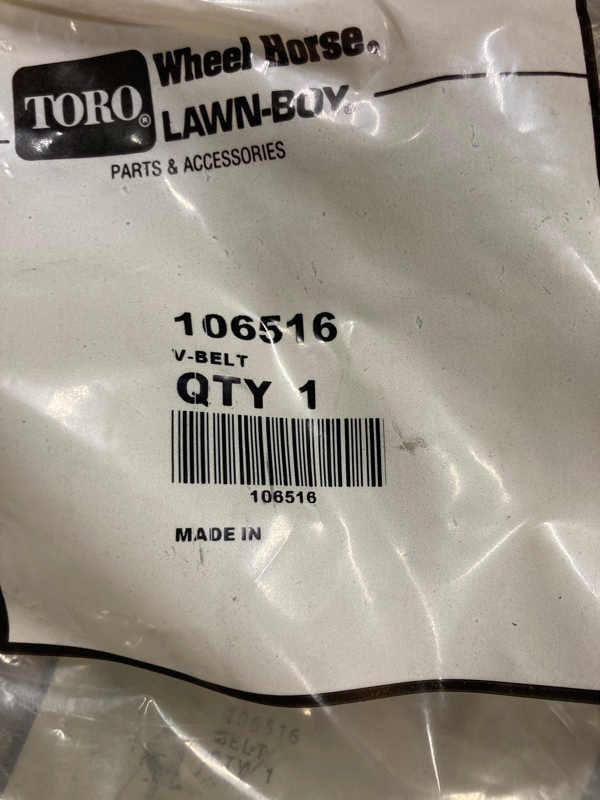 Wheel Horse®
TORO®
LAWN-BOY®
PARTS & ACCESSORIES
106516
V-BELT
QTY 1
106516
MADE IN
106516
BELT
QTY 1